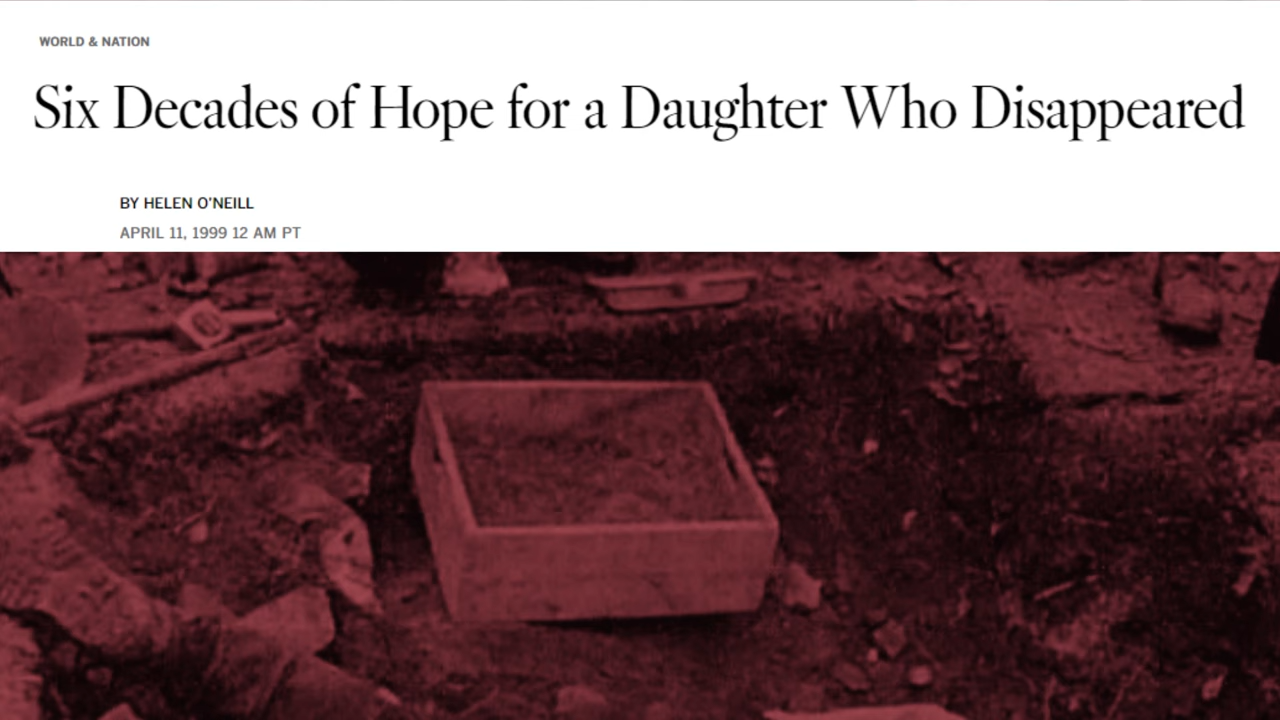 WORLD & NATION
Six Decades of Hope for a Daughter Who Disappeared
BY HELEN O'NEILL
APRIL 11, 1999 12 AM PT